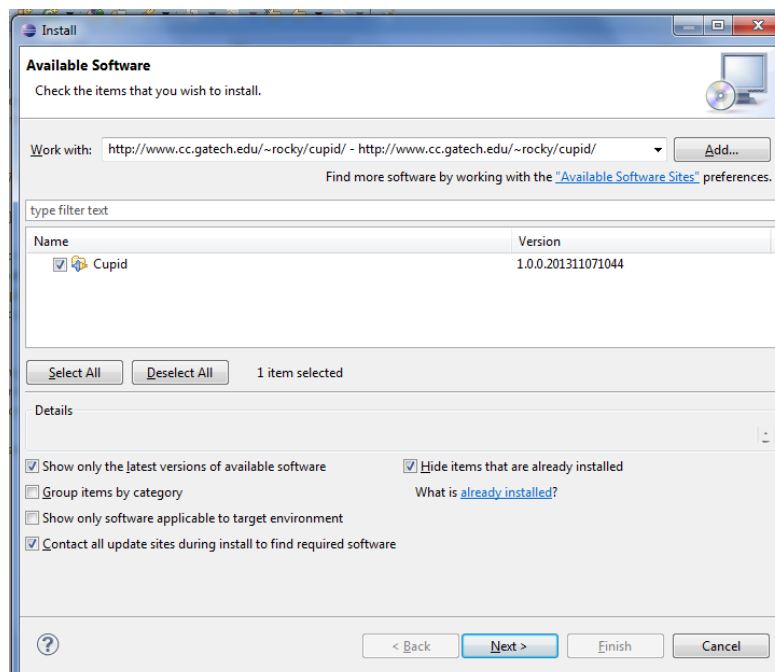 Install
Available Software
Check the items that you wish to install.
Work with: http://www.cc.gatech.edu/~rocky/cupid/ - http://www.cc.gatech.edu/~rocky/cupid/ Add...
Find more software by working with the "Available Software Sites" preferences.
type filter text
Name Version
Cupid 1.0.0.201311071044
Select All Deselect All 1 item selected
Details
Show only the latest versions of available software Hide items that are already installed
Group items by category What is already installed?
Show only software applicable to target environment
Contact all update sites during install to find required software
? < Back Next > Finish Cancel